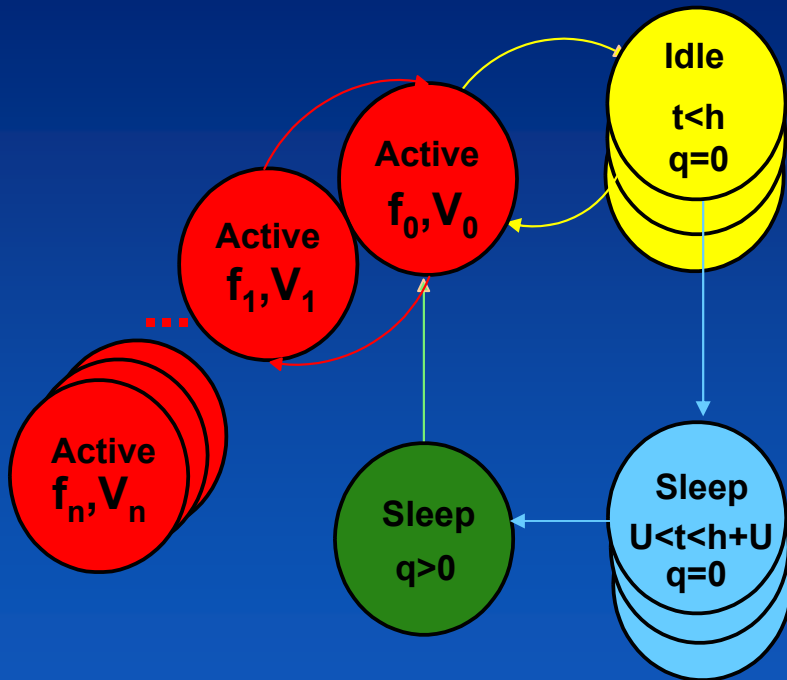 Idle
t<h
q=0
Active
f₀,V₀
Active
f₁,V₁
...
Active
fₙ,Vₙ
Sleep
q>0
Sleep
U<t<h+U
q=0